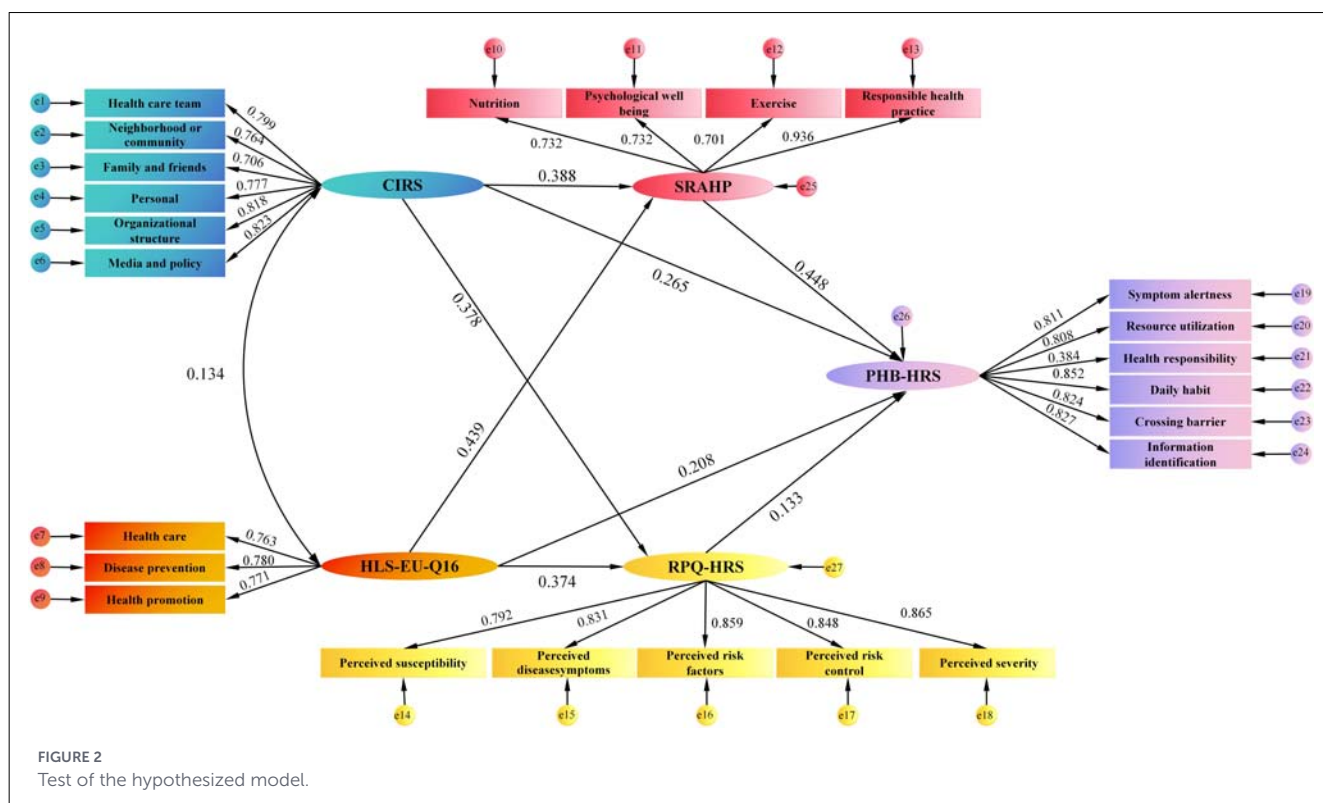 e10
e11
e12
e13
Nutrition
Psychological well
being
Exercise
Responsible health
practice
0.732
0.732
0.701
0.936
e1
Health care team
0.799
e2
Neighborhood or
community
0.764
e3
Family and friends
0.706
e4
Personal
0.777
e5
Organizational
structure
0.818
e6
Media and policy
0.823
CIRS
0.388
SRAHP
e25
0.265
0.448
0.378
0.134
0.439
0.208
0.133
e26
PHB-HRS
0.811
Symptom alertness
e19
0.808
Resource utilization
e20
0.384
Health responsibility
e21
0.852
Daily habit
e22
0.824
Crossing barrier
e23
0.827
Information
identification
e24
e7
Health care
0.763
e8
Disease prevention
0.780
e9
Health promotion
0.771
HLS-EU-Q16
0.374
RPQ-HRS
e27
0.792
0.831
0.859
0.848
0.865
Perceived susceptibility
Perceived
diseasesymptoms
Perceived risk
factors
Perceived risk
control
Perceived severity
e14
e15
e16
e17
e18
FIGURE 2
Test of the hypothesized model.